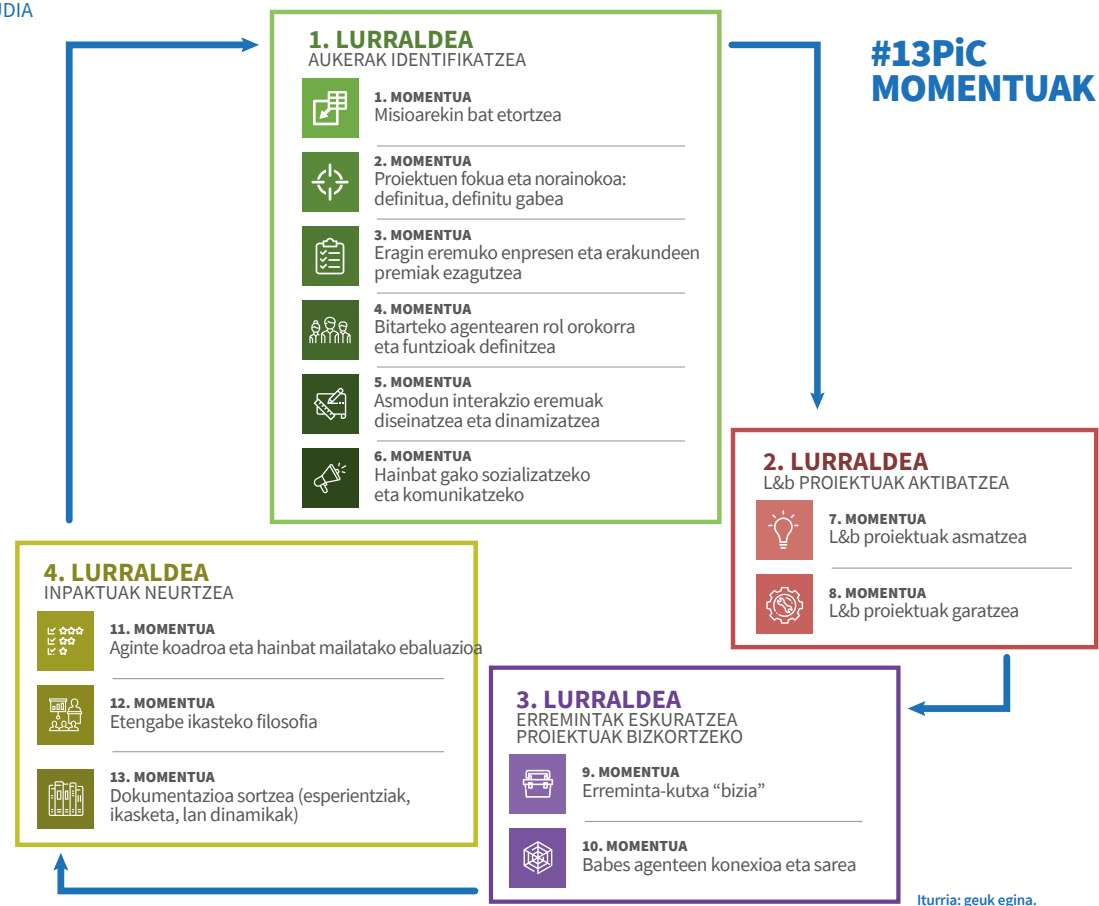 #13PiC
MOMENTUAK
1. LURRALDEA
AUKERAK IDENTIFIKATZEA
1. MOMENTUA
Misioarekin bat etortzea
2. MOMENTUA
Proiektuen fokua eta norainokoa:
definitua, definitu gabea
3. MOMENTUA
Eragin eremuko enpresen eta erakundeen
premiak ezagutzea
4. MOMENTUA
Bitarteko agentearen rol orokorra
eta funtzioak definitzea
5. MOMENTUA
Asmodun interakzio eremuak
diseinatzea eta dinamizatzea
6. MOMENTUA
Hainbat gako sozializatzeko
eta komunikatzeko
2. LURRALDEA
L&b PROIEKTUAK AKTIBATZEA
7. MOMENTUA
L&b proiektuak asmatzea
8. MOMENTUA
L&b proiektuak garatzea
3. LURRALDEA
ERREMINTAK ESKURATZEA
PROIEKTUAK BIZKORTZEKO
9. MOMENTUA
Erreminta-kutxa “bizia”
10. MOMENTUA
Babes agenteen konexioa eta sarea
4. LURRALDEA
INPAKTUAK NEURTZEA
11. MOMENTUA
Aginte koadroa eta hainbat mailatako ebaluazioa
12. MOMENTUA
Etengabe ikasteko filosofia
13. MOMENTUA
Dokumentazioa sortzea (esperientziak,
ikasketa, lan dinamikak)
Iturria: geuk egina.